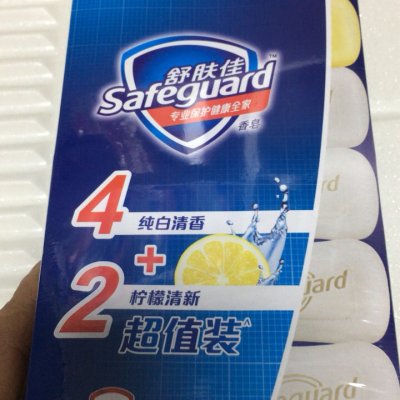 舒肤佳
Safeguard™
专业保护健康全家
香皂
4 纯白清香
+
2 柠檬清新
超值装^
Safeguard